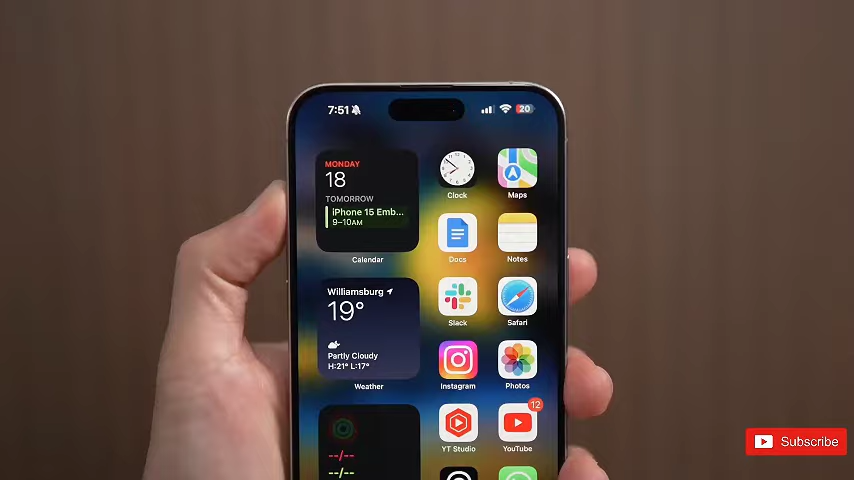 7:51
20
MONDAY
18
TOMORROW
iPhone 15 Emb...
9–10AM
Calendar
Clock
Maps
Docs
Notes
Williamsburg
19°
Partly Cloudy
H:21° L:17°
Weather
Slack
Safari
Instagram
Photos
--/--
--/--
12
YT Studio
YouTube
Subscribe